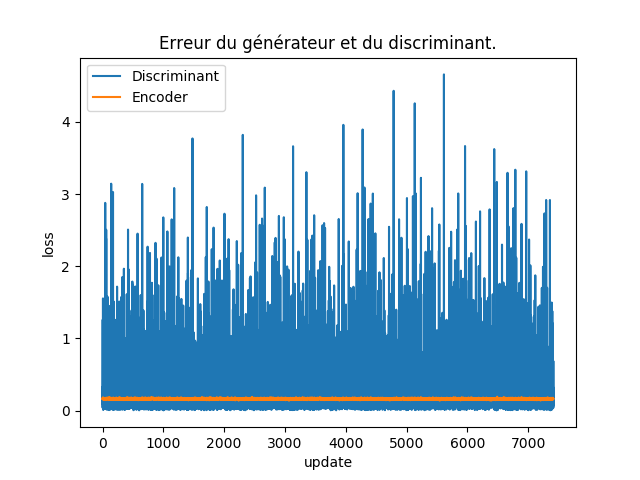 Erreur du générateur et du discriminant.
Discriminant
Encoder
loss
4
3
2
1
0
0 1000 2000 3000 4000 5000 6000 7000
update